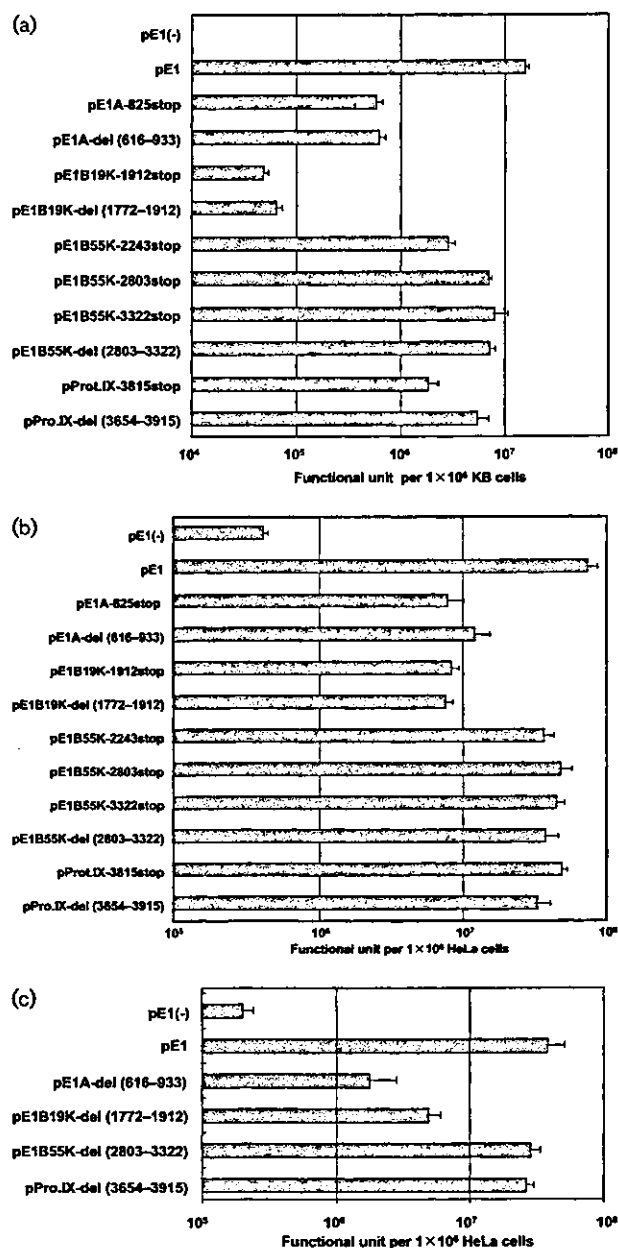 (a)
pE1(-)
pE1
pE1A-825stop
pE1A-del (616–933)
pE1B19K-1912stop
pE1B19K-del (1772–1912)
pE1B55K-2243stop
pE1B55K-2803stop
pE1B55K-3322stop
pE1B55K-del (2803–3322)
pProt.IX-3815stop
pPro.IX-del (3654–3915)
10⁴ 10⁵ 10⁶ 10⁷ 10⁸
Functional unit per 1×10⁶ KB cells
(b)
pE1(-)
pE1
pE1A-825stop
pE1A-del (616–933)
pE1B19K-1912stop
pE1B19K-del (1772–1912)
pE1B55K-2243stop
pE1B55K-2803stop
pE1B55K-3322stop
pE1B55K-del (2803–3322)
pProt.IX-3815stop
pPro.IX-del (3654–3915)
10⁵ 10⁶ 10⁷ 10⁸
Functional unit per 1×10⁶ HeLa cells
(c)
pE1(-)
pE1
pE1A-del (616–933)
pE1B19K-del (1772–1912)
pE1B55K-del (2803–3322)
pPro.IX-del (3654–3915)
10⁵ 10⁶ 10⁷ 10⁸
Functional unit per 1×10⁶ HeLa cells